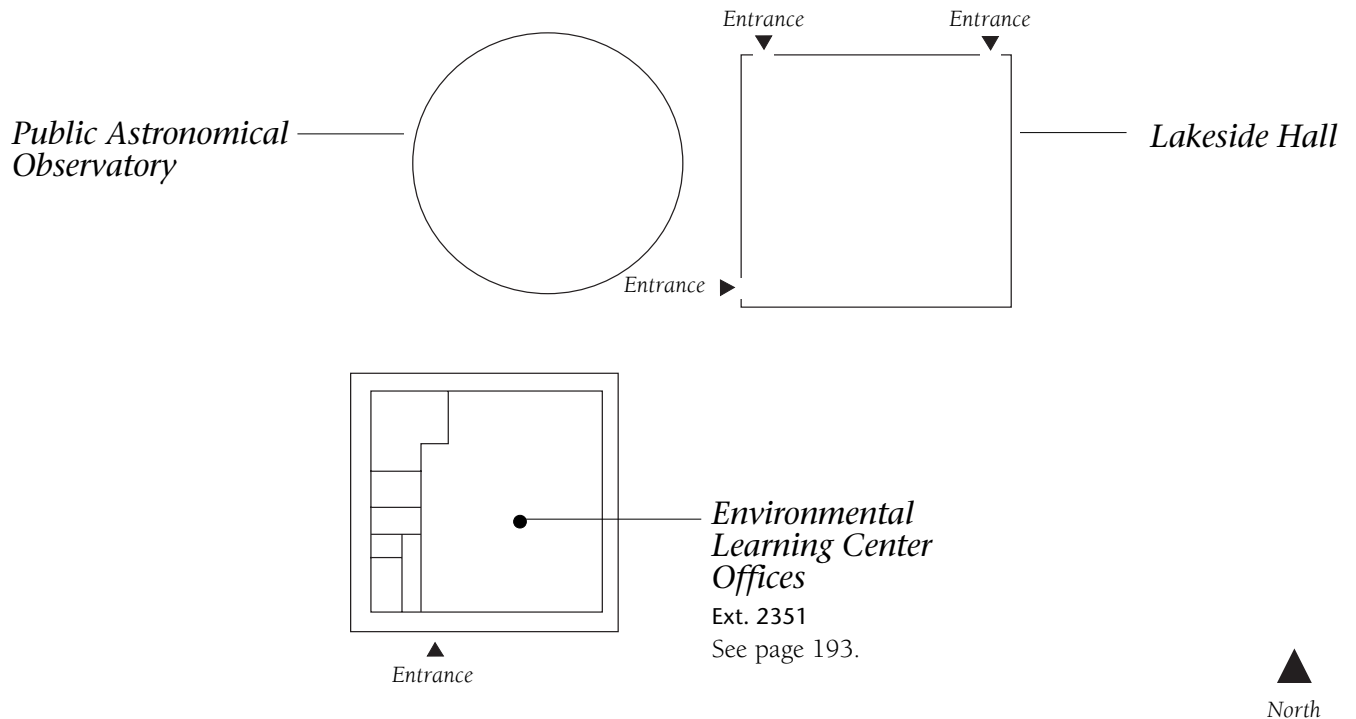 Entrance
Entrance
Public Astronomical
Observatory
Lakeside Hall
Entrance
Environmental
Learning Center
Offices
Ext. 2351
See page 193.
Entrance
North